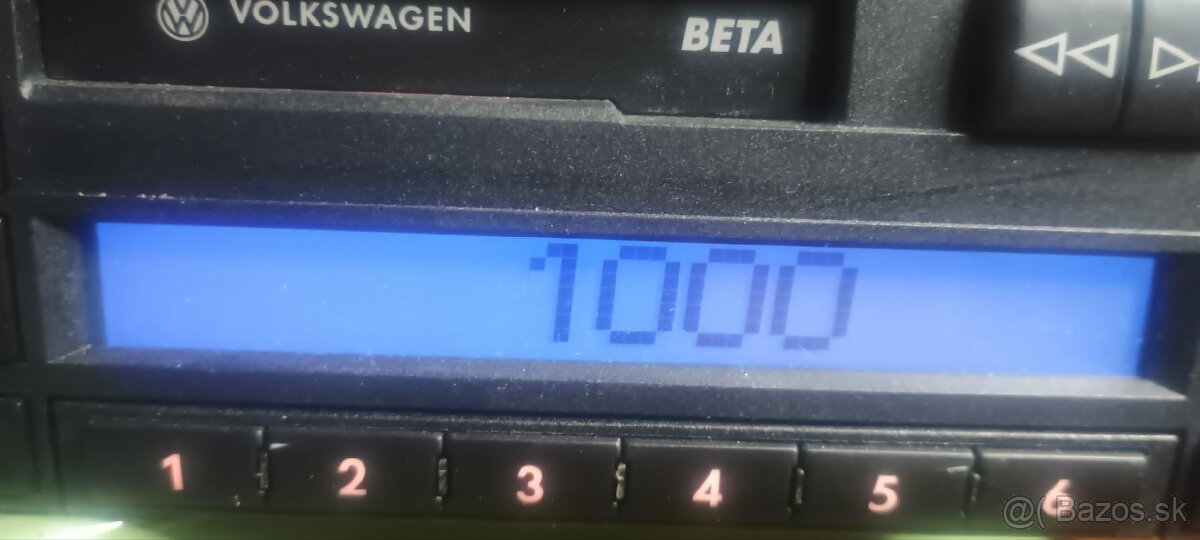 VOLKSWAGEN BETA
1000
1 2 3 4 5 6
@( Bazos.sk